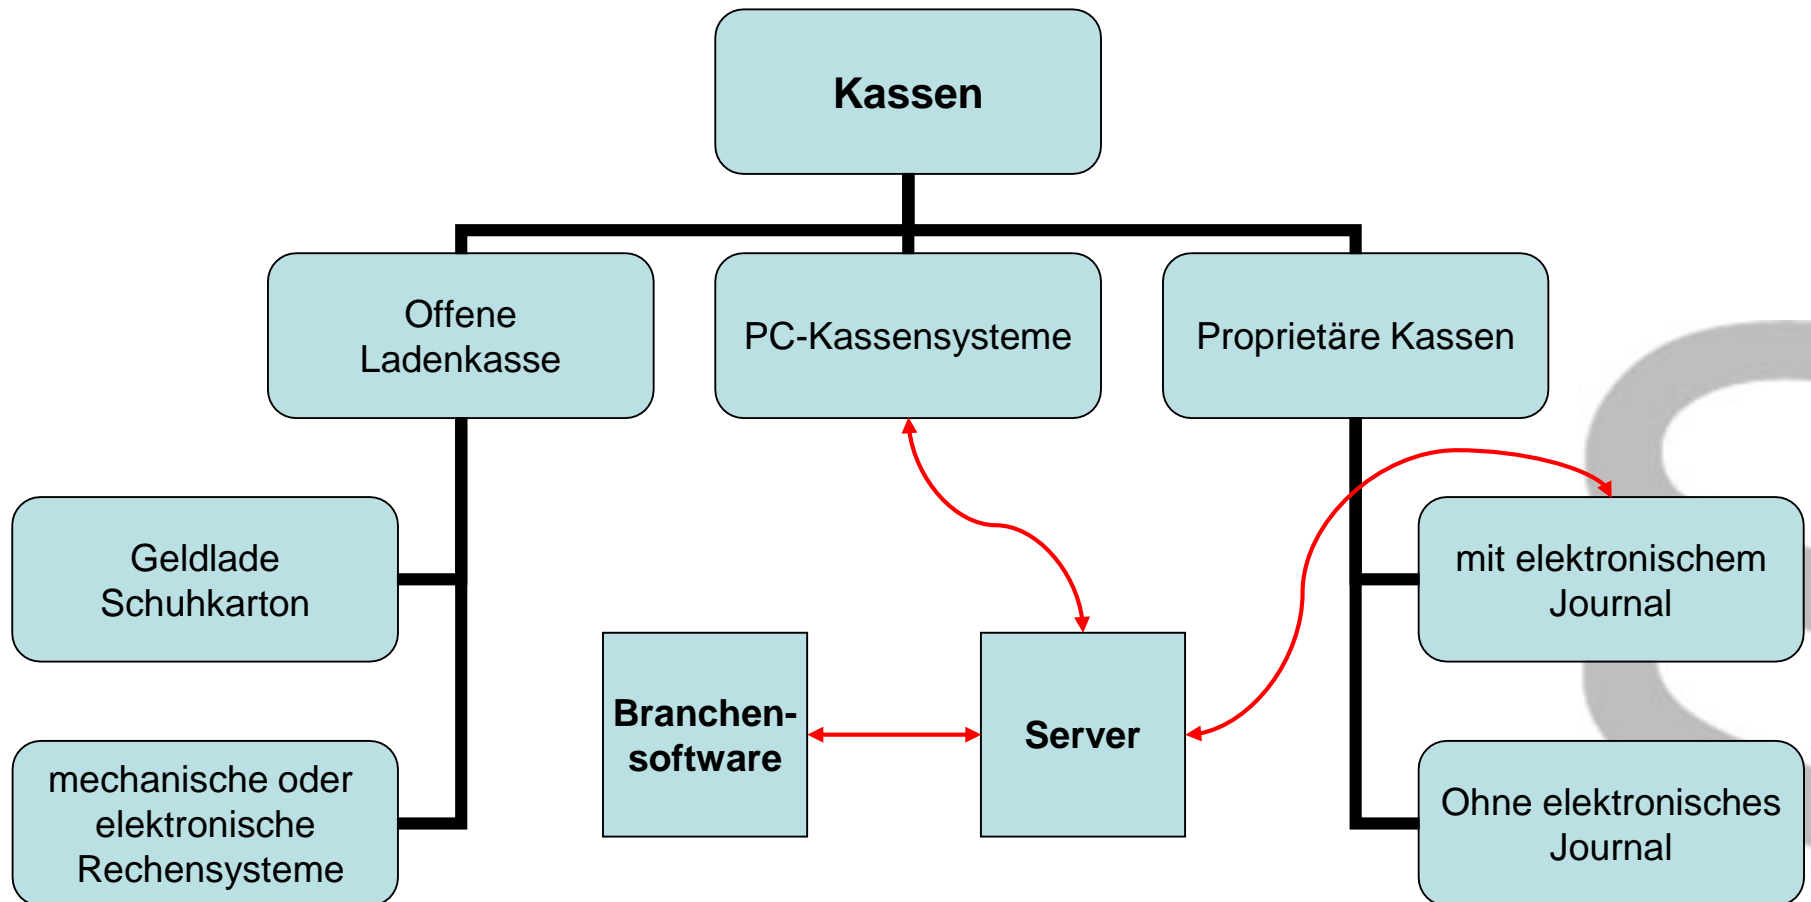 Kassen
Offene
Ladenkasse
PC-Kassensysteme
Proprietäre Kassen
Geldlade
Schuhkarton
mit elektronischem
Journal
Branchen-
software
Server
mechanische oder
elektronische
Rechensysteme
Ohne elektronisches
Journal